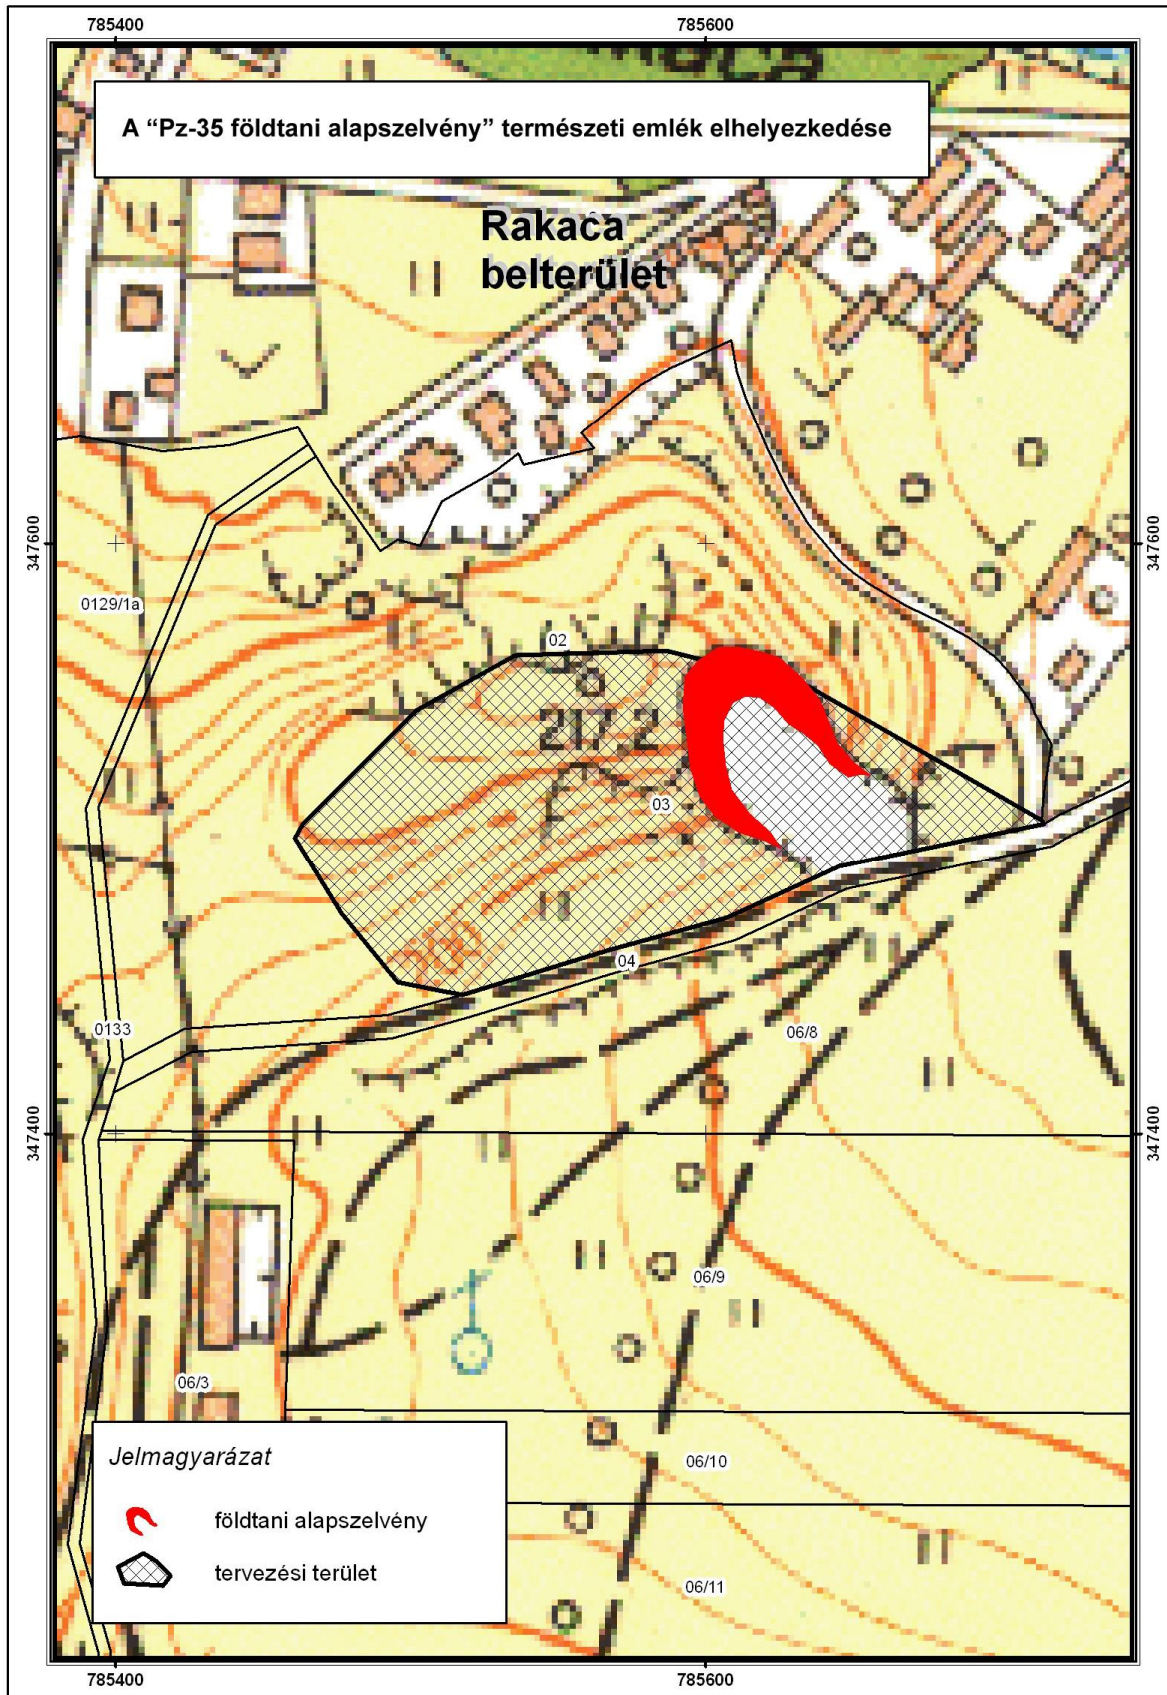 785400
785600
A “Pz-35 földtani alapszelvény” természeti emlék elhelyezkedése
Rakaca
belterület
347600
347600
0129/1a
02
217.2
03
200
04
0133
06/8
347400
347400
06/9
06/3
06/10
06/11
Jelmagyarázat
földtani alapszelvény
tervezési terület
785400
785600